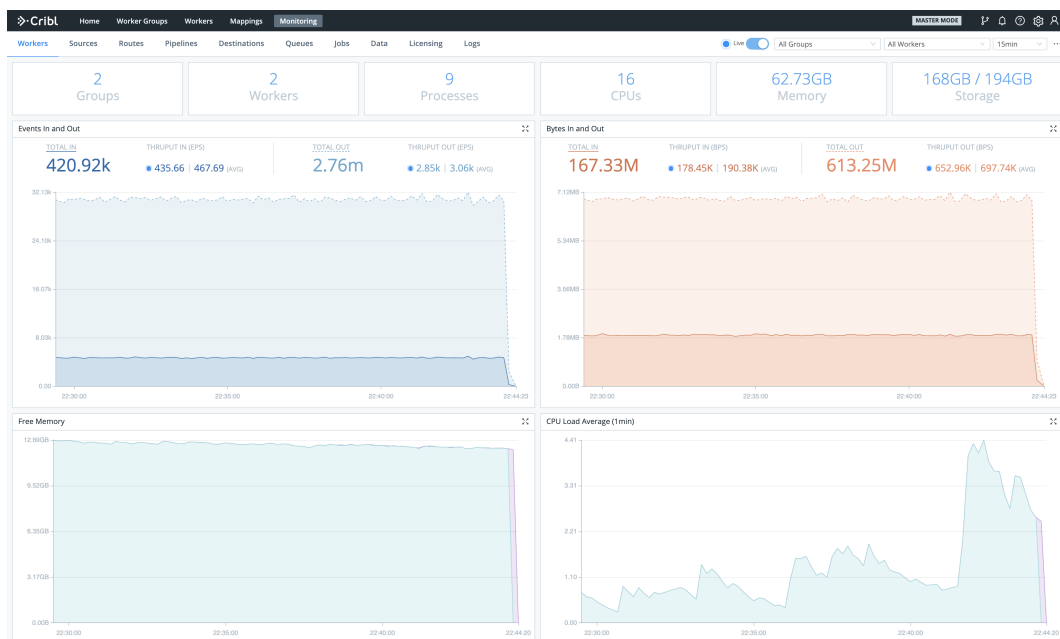 Cribl Home Worker Groups Workers Mappings Monitoring MASTER MODE
Workers Sources Routes Pipelines Destinations Queues Jobs Data Licensing Logs Live All Groups All Workers 15min
2 2 9 16 62.73GB 168GB / 194GB
Groups Workers Processes CPUs Memory Storage
Events In and Out
TOTAL IN THRUPUT IN (EPS) TOTAL OUT THRUPUT OUT (EPS)
420.92k 435.66 | 467.69 (AVG) 2.76m 2.85k | 3.06k (AVG)
32.13k
24.10k
16.07k
8.03k
0.00
22:30:00 22:35:00 22:40:00 22:44:23
Bytes In and Out
TOTAL IN THRUPUT IN (BPS) TOTAL OUT THRUPUT OUT (BPS)
167.33M 178.45K | 190.38K (AVG) 613.25M 652.96K | 697.74K (AVG)
7.12MB
5.34MB
3.56MB
1.78MB
0.00B
22:30:00 22:35:00 22:40:00 22:44:23
Free Memory
12.69GB
9.52GB
6.35GB
3.17GB
0.00B
22:30:00 22:35:00 22:40:00 22:44:20
CPU Load Average (1min)
4.41
3.31
2.21
1.10
0.00
22:30:00 22:35:00 22:40:00 22:44:20